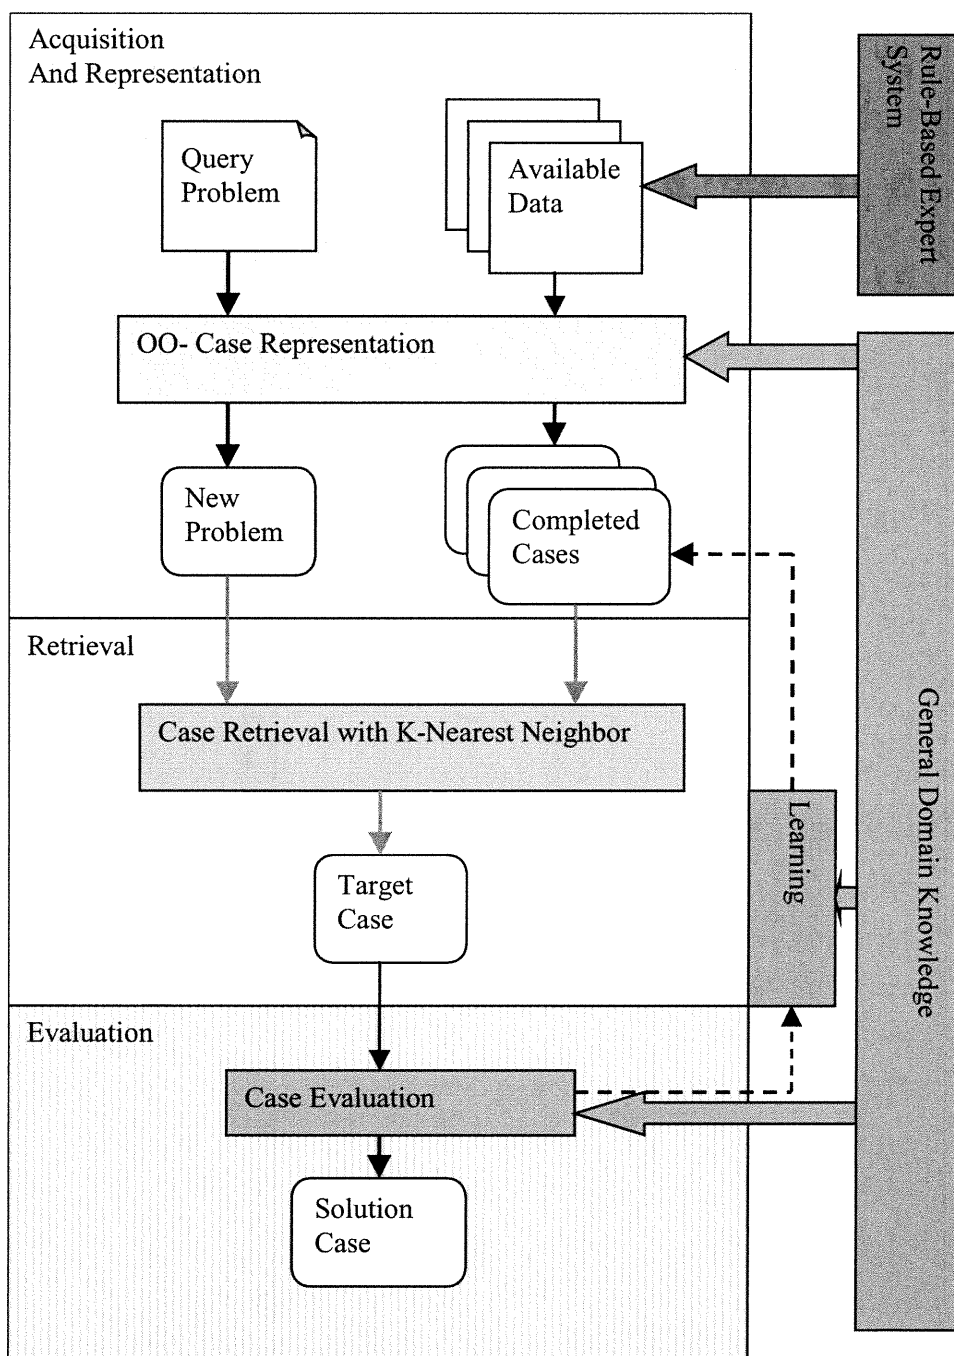 Acquisition
And Representation
Query
Problem
Available
Data
Rule-Based Expert
System
OO- Case Representation
New
Problem
Completed
Cases
Retrieval
Case Retrieval with K-Nearest Neighbor
Learning
General Domain Knowledge
Target
Case
Evaluation
Case Evaluation
Solution
Case